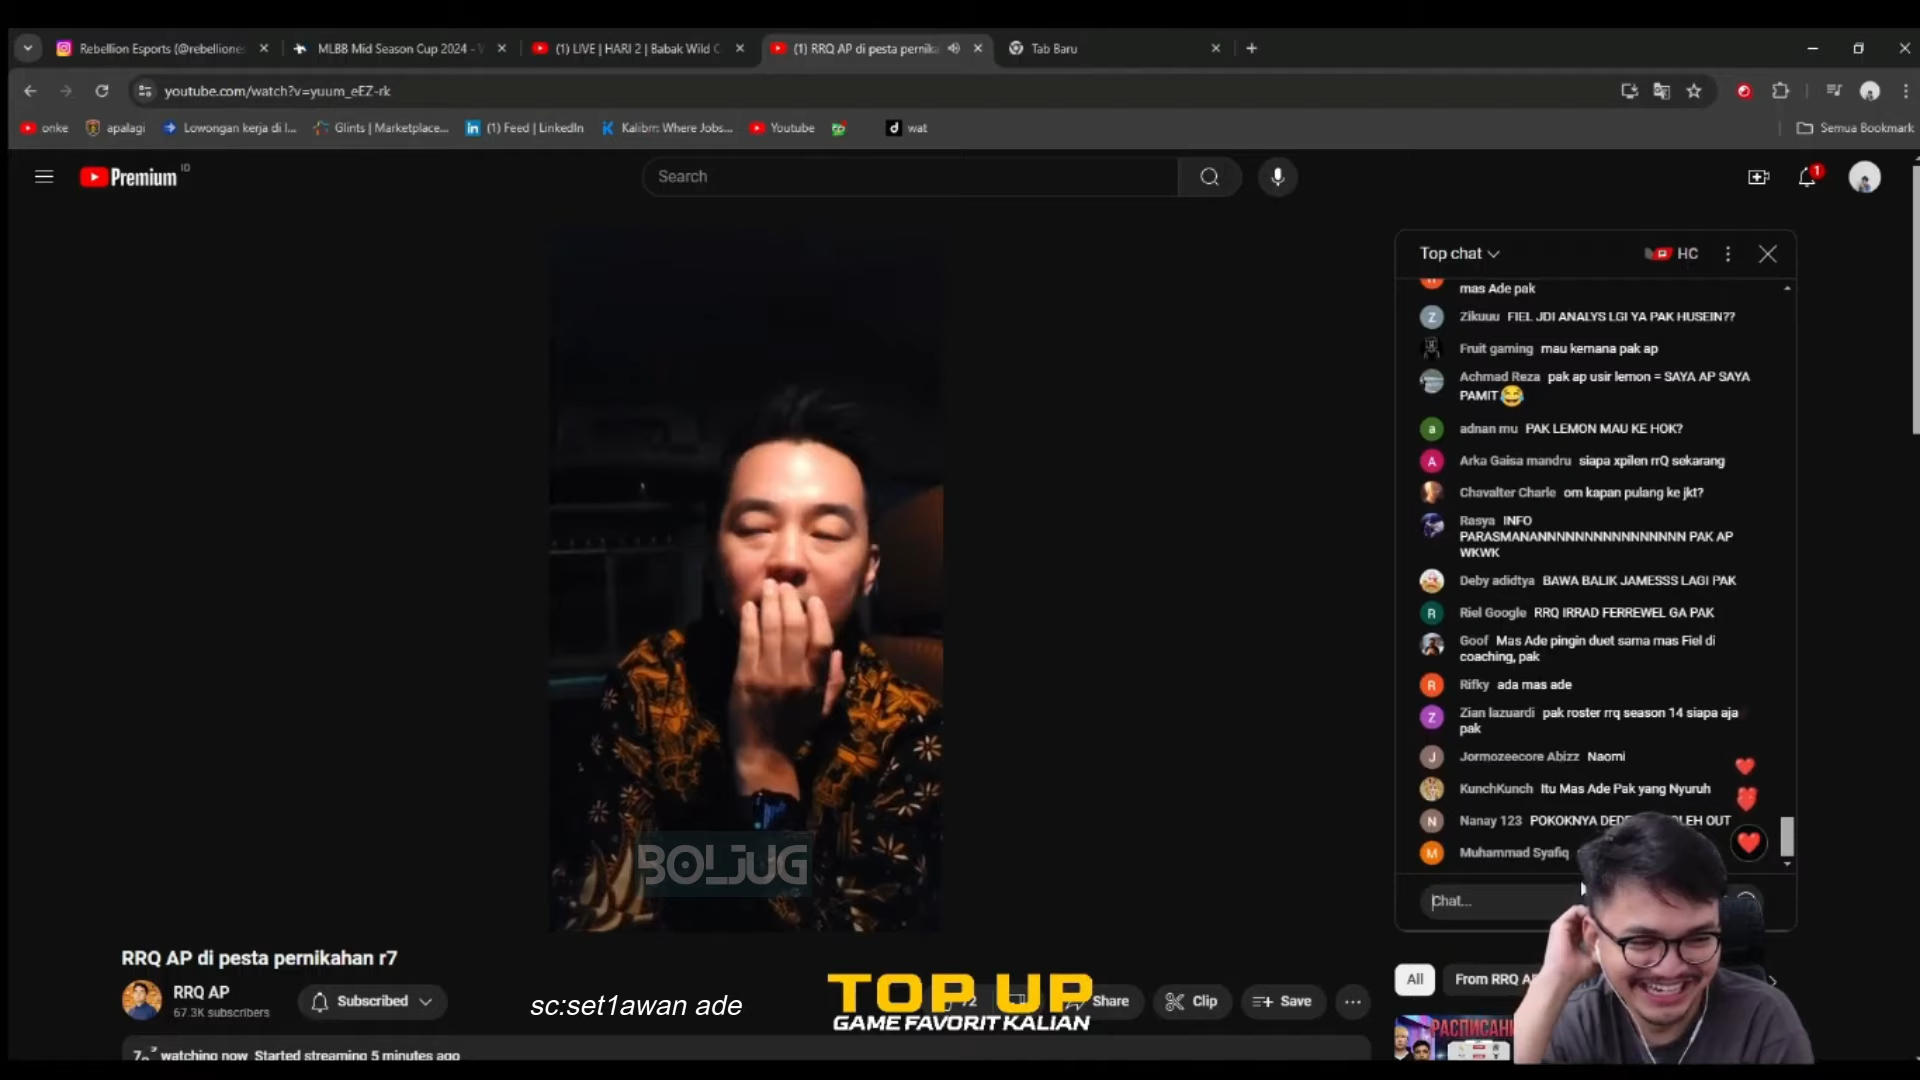 Rebellion Esports (@rebellione
MLBB Mid Season Cup 2024 -
(1) LIVE | HARI 2 | Babak Wild C
(1) RRQ AP di pesta pernika
Tab Baru
youtube.com/watch?v=yuum_eEZ-rk
onke
apalagi
Lowongan kerja di I...
Glints | Marketplace...
(1) Feed | LinkedIn
Kalibrr: Where Jobs...
Youtube
wat
Semua Bookmark
Premium ID
Search
1
Top chat
HC
mas Ade pak
Zikuuu FIEL JDI ANALYS LGI YA PAK HUSEIN??
Fruit gaming mau kemana pak ap
Achmad Reza pak ap usir lemon = SAYA AP SAYA
PAMIT😂
adnan mu PAK LEMON MAU KE HOK?
Arka Gaisa mandru siapa xpilen rrQ sekarang
Chavalter Charle om kapan pulang ke jkt?
Rasya INFO
PARASMANANNNNNNNNNNNNNNNNN PAK AP
WKWK
Deby adidtya BAWA BALIK JAMESSS LAGI PAK
Riel Google RRQ IRRAD FERREWEL GA PAK
Goof Mas Ade pingin duet sama mas Fiel di
coaching, pak
Rifky ada mas ade
Zian lazuardi pak roster rrq season 14 siapa aja
pak
Jormozeecore Abizz Naomi
KunchKunch Itu Mas Ade Pak yang Nyuruh
Nanay 123 POKOKNYA OUT
Muhammad Syafiq
Chat...
BOLJUG
RRQ AP di pesta pernikahan r7
RRQ AP
67.3K subscribers
Subscribed
sc:set1awan ade
TOP UP
GAME FAVORIT KALIAN
Share
Clip
Save
All
From RRQ A
watching now Started streaming 5 minutes ago
РАСПИСАН